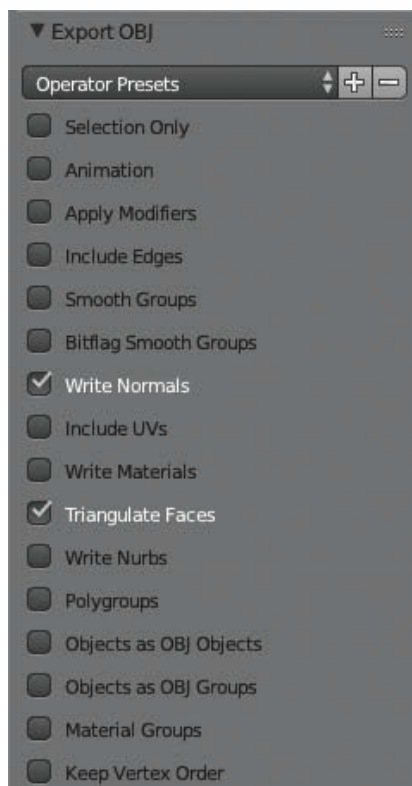 Export OBJ
Operator Presets
Selection Only
Animation
Apply Modifiers
Include Edges
Smooth Groups
Bitflag Smooth Groups
Write Normals
Include UVs
Write Materials
Triangulate Faces
Write Nurbs
Polygroups
Objects as OBJ Objects
Objects as OBJ Groups
Material Groups
Keep Vertex Order